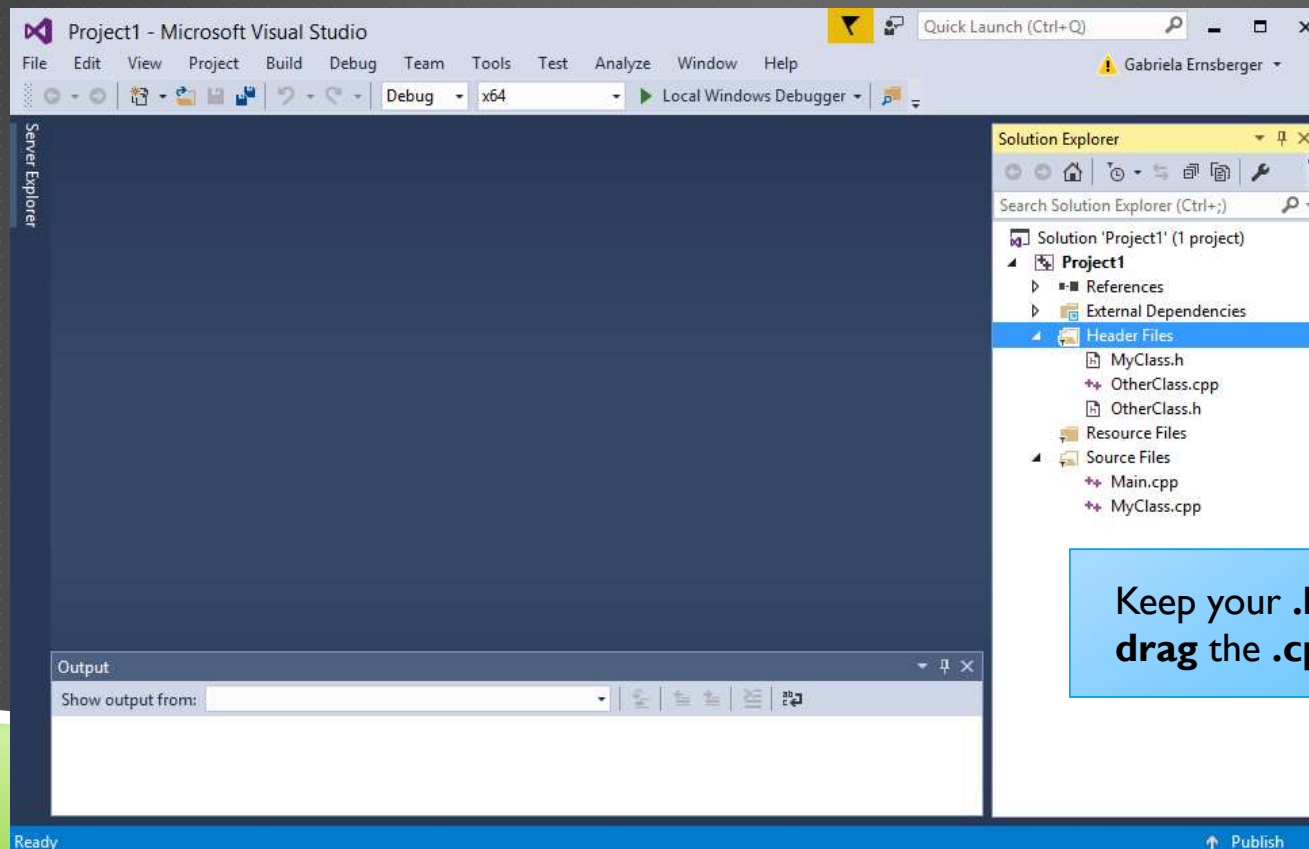 Project1 - Microsoft Visual Studio
Quick Launch (Ctrl+Q)
File Edit View Project Build Debug Team Tools Test Analyze Window Help
Gabriela Ernsberger
Debug x64 Local Windows Debugger
Server Explorer
Solution Explorer
Search Solution Explorer (Ctrl+;)
Solution 'Project1' (1 project)
Project1
References
External Dependencies
Header Files
MyClass.h
OtherClass.cpp
OtherClass.h
Resource Files
Source Files
Main.cpp
MyClass.cpp
Keep your
drag the
Output
Show output from:
Ready
Publish